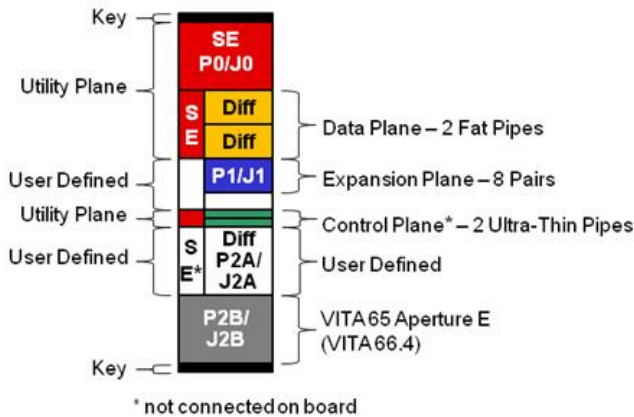 Key
SE
P0/J0
Utility Plane
S
E
Diff
Diff
Data Plane – 2 Fat Pipes
User Defined
P1/J1
Expansion Plane – 8 Pairs
Utility Plane
Control Plane* – 2 Ultra-Thin Pipes
User Defined
S
E*
Diff
P2A/
J2A
User Defined
P2B/
J2B
VITA 65 Aperture E
(VITA 66.4)
Key
* not connected on board